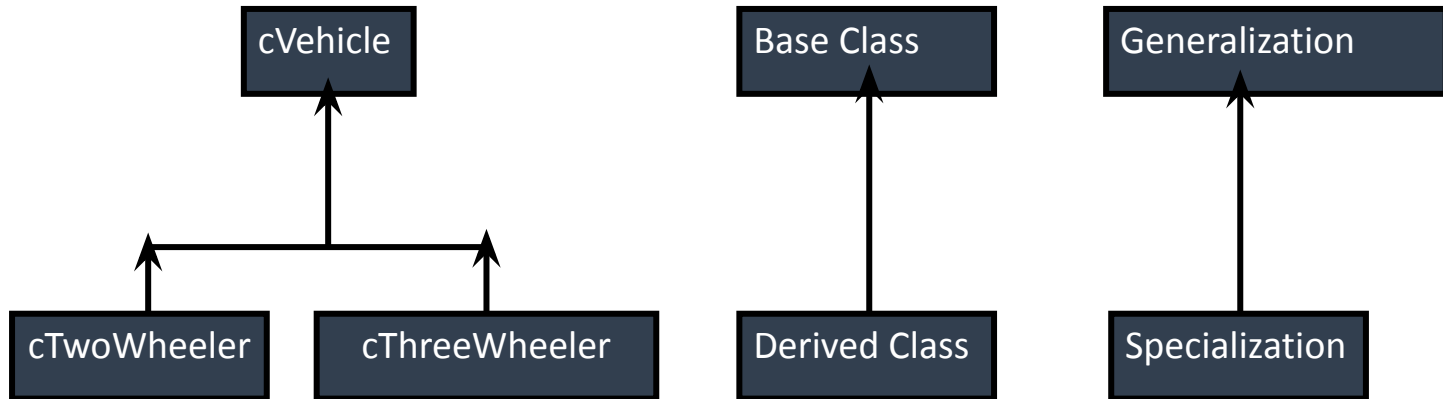 cVehicle
Base Class
Generalization
cTwoWheeler
cThreeWheeler
Derived Class
Specialization